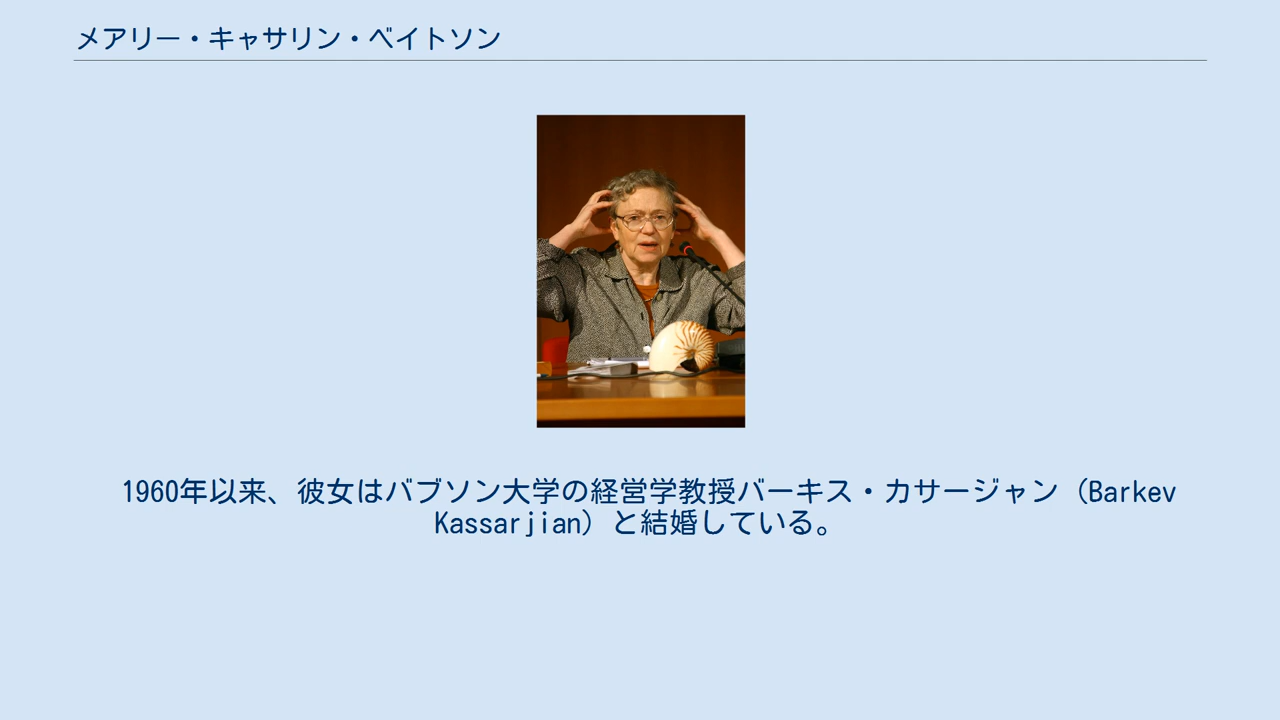 メアリー・キャサリン・ベイトソン
1960年以来、彼女はバブソン大学の経営学教授バーキス・カサージャン（Barkev
Kassarjian）と結婚している。